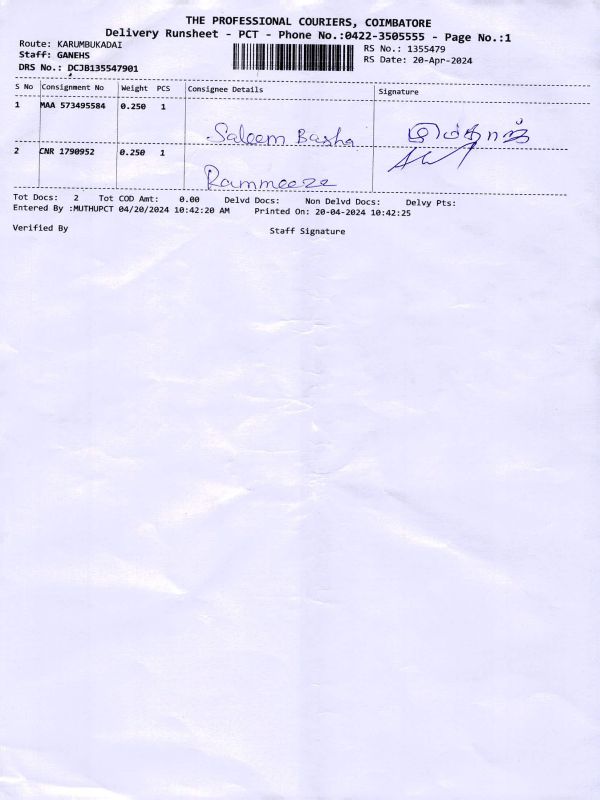 THE PROFESSIONAL COURIERS, COIMBATORE
Delivery Runsheet - PCT - Phone No.:0422-3505555 - Page No.:1
Route: KARUMBUKADAI
RS No.: 1355479
Staff: GANEHS
RS Date: 20-Apr-2024
DRS No.: DCJB135547901
S No Consignment No Weight PCS Consignee Details Signature
1 MAA 573495584 0.250 1
Saleem Basha
2 CNR 1790952 0.250 1
Rammeeze
Tot Docs: 2 Tot COD Amt: 0.00 Delvd Docs: Non Delvd Docs: Delvy Pts:
Entered By :MUTHUPCT 04/20/2024 10:42:20 AM Printed On: 20-04-2024 10:42:25
Verified By Staff Signature